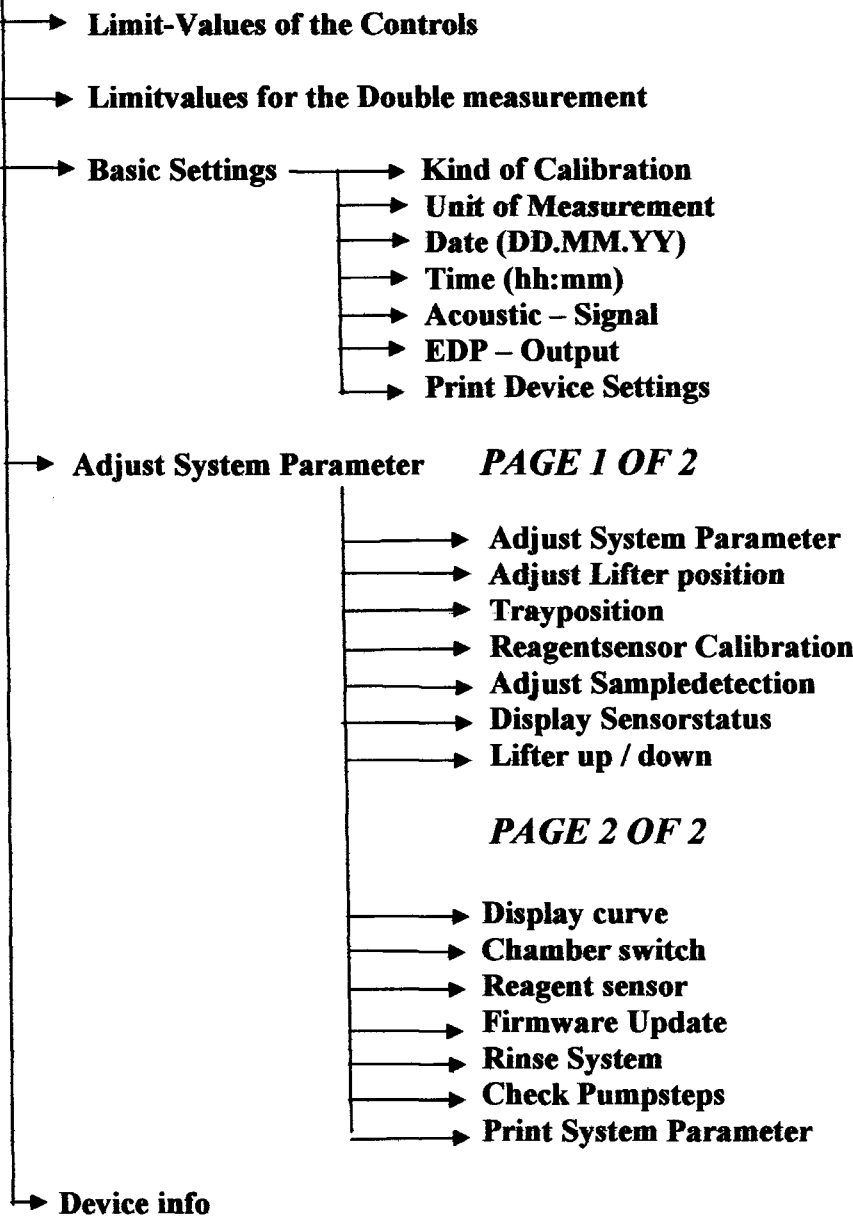 Limit-Values of the Controls
Limitvalues for the Double measurement
Basic Settings
Kind of Calibration
Unit of Measurement
Date (DD.MM.YY)
Time (hh:mm)
Acoustic – Signal
EDP – Output
Print Device Settings
Adjust System Parameter PAGE 1 OF 2
Adjust System Parameter
Adjust Lifter position
Trayposition
Reagentsensor Calibration
Adjust Sampledetection
Display Sensorstatus
Lifter up / down
PAGE 2 OF 2
Display curve
Chamber switch
Reagent sensor
Firmware Update
Rinse System
Check Pumpsteps
Print System Parameter
Device info